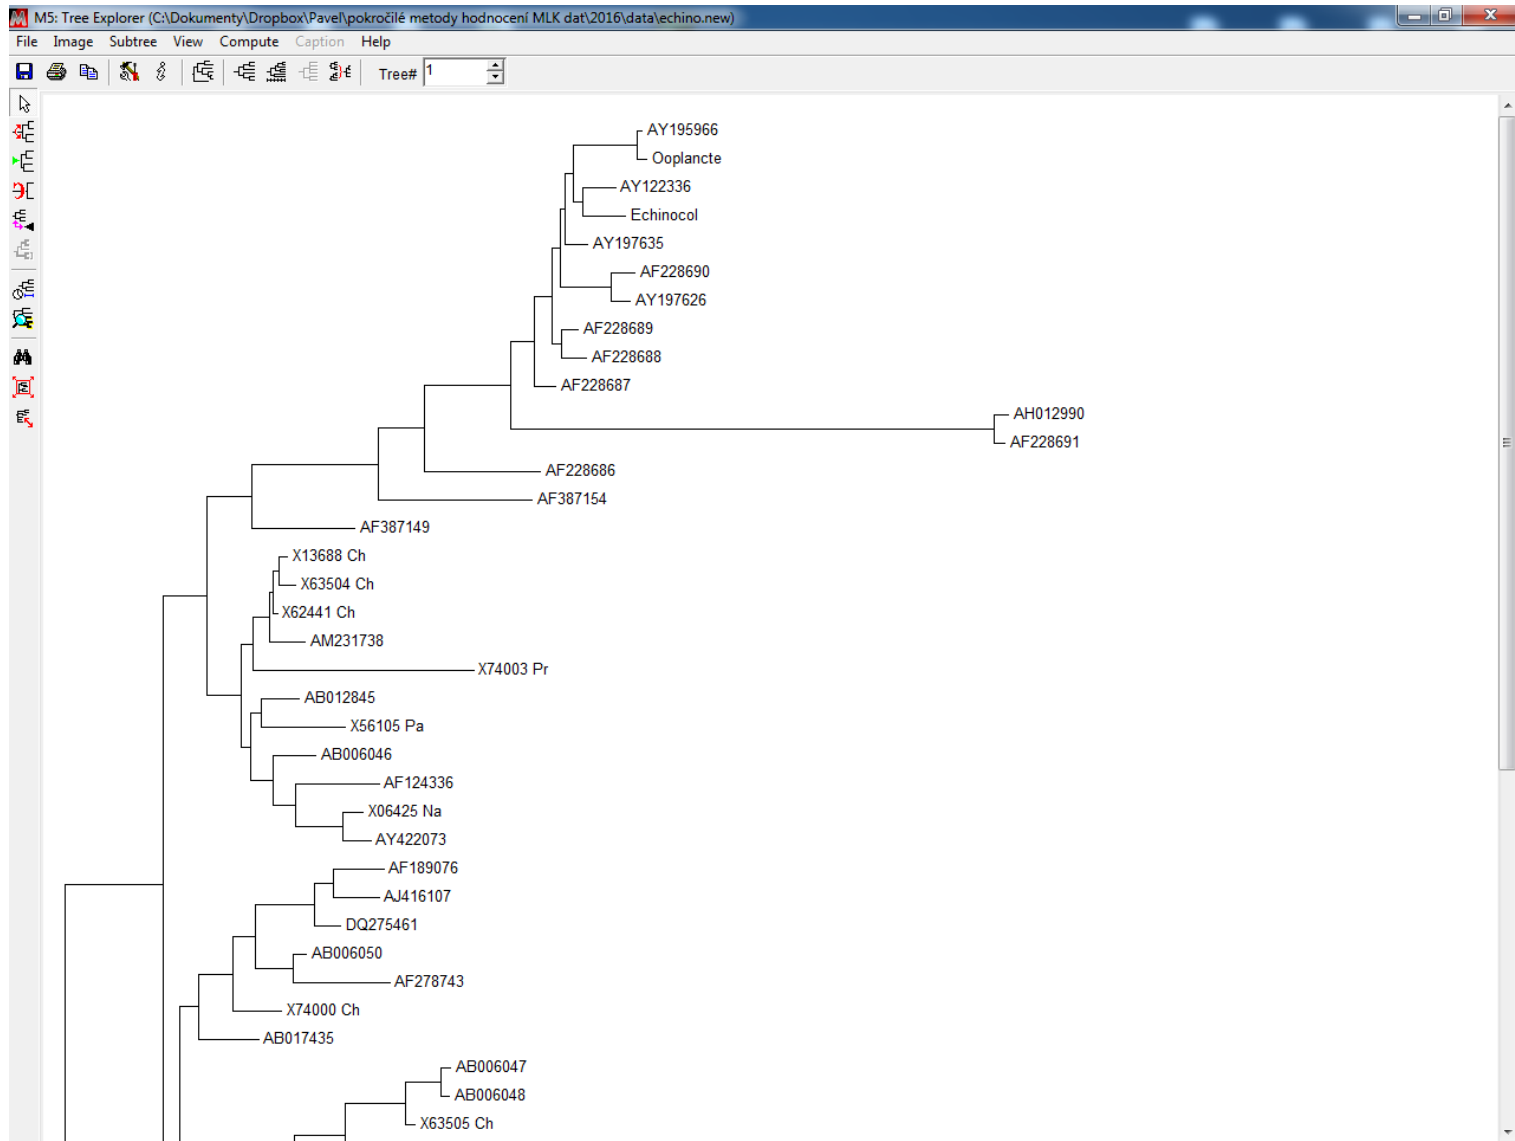 M5: Tree Explorer (C:\Dokumenty\Dropbox\Pavel\pokročilé metody hodnocení MLK dat\2016\data\echino.new)
File Image Subtree View Compute Caption Help
Tree# 1
AY195966
Ooplancte
AY122336
Echinocol
AY197635
AF228690
AY197626
AF228689
AF228688
AF228687
AH012990
AF228691
AF228686
AF387154
AF387149
X13688 Ch
X63504 Ch
X62441 Ch
AM231738
X74003 Pr
AB012845
X56105 Pa
AB006046
AF124336
X06425 Na
AY422073
AF189076
AJ416107
DQ275461
AB006050
AF278743
X74000 Ch
AB017435
AB006047
AB006048
X63505 Ch